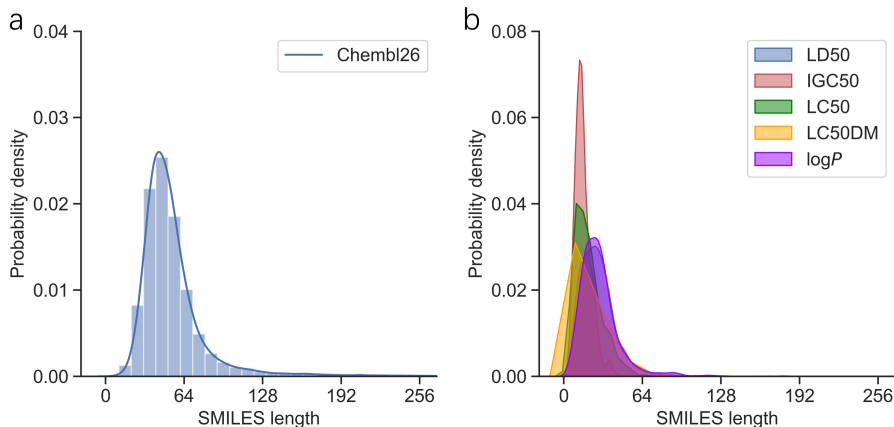 a
0.04
0.03
0.02
0.01
0.00
Probability density
0
64
128
192
256
SMILES length
Chembl26
b
0.08
0.06
0.04
0.02
0.00
Probability density
0
64
128
192
256
SMILES length
LD50
IGC50
LC50
LC50DM
logP